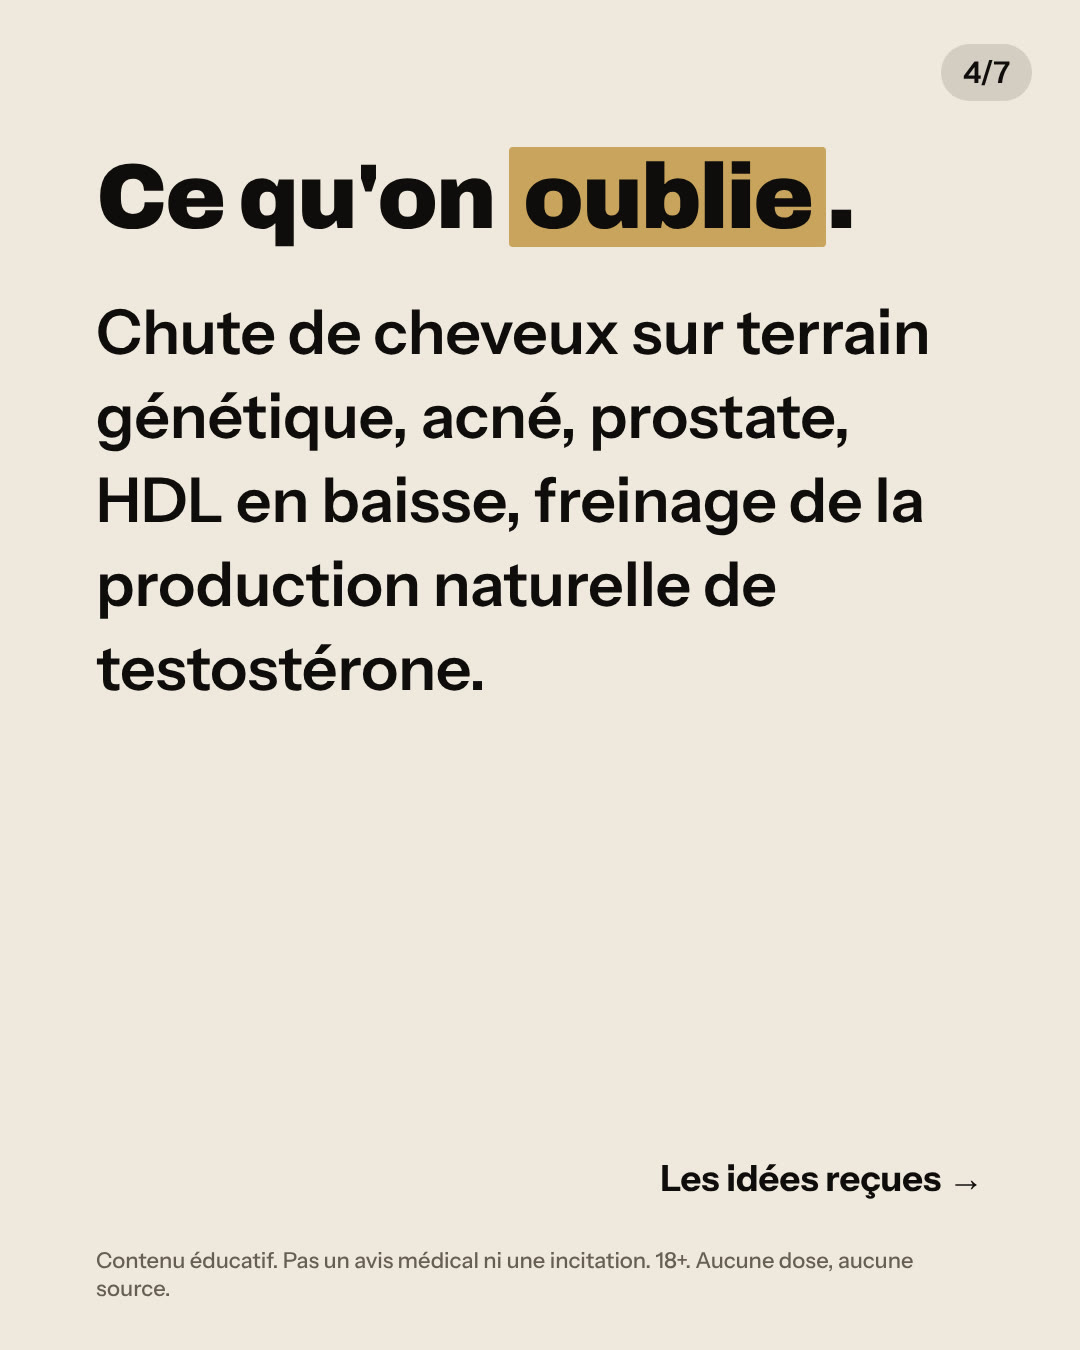 4/7
Ce qu'on oublie.
Chute de cheveux sur terrain
génétique, acné, prostate,
HDL en baisse, freinage de la
production naturelle de
testostérone.
Les idées reçues →
Contenu éducatif. Pas un avis médical ni une incitation. 18+. Aucune dose, aucune
source.